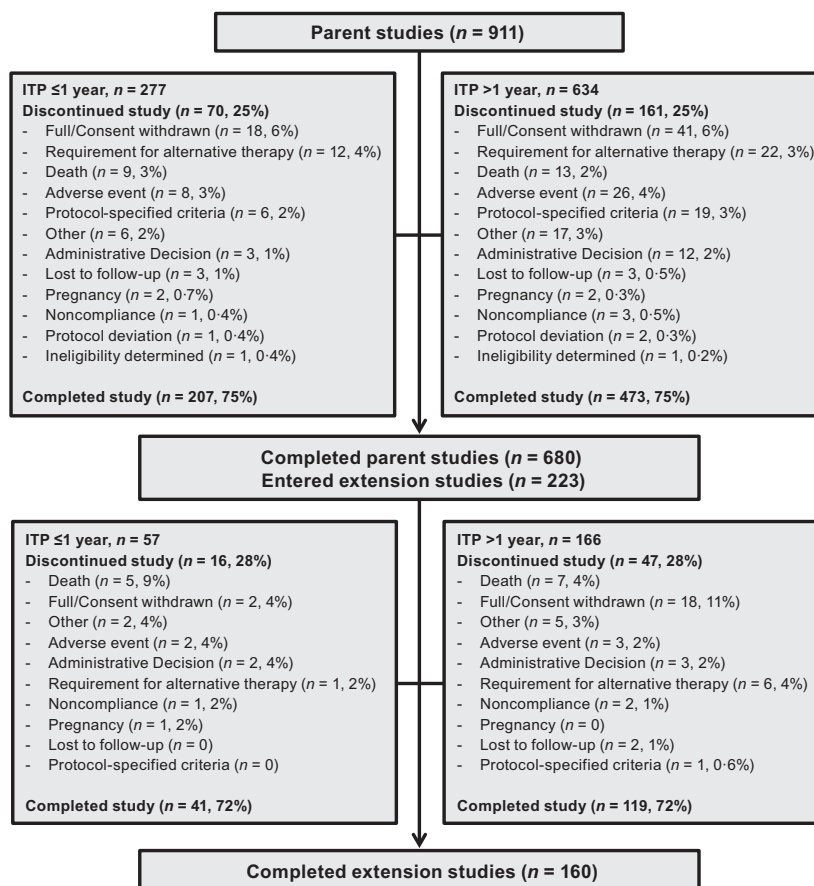 Parent studies (n = 911)
ITP ≤1 year, n = 277
Discontinued study (n = 70, 25%)
- Full/Consent withdrawn (n = 18, 6%)
- Requirement for alternative therapy (n = 12, 4%)
- Death (n = 9, 3%)
- Adverse event (n = 8, 3%)
- Protocol-specified criteria (n = 6, 2%)
- Other (n = 6, 2%)
- Administrative Decision (n = 3, 1%)
- Lost to follow-up (n = 3, 1%)
- Pregnancy (n = 2, 0·7%)
- Noncompliance (n = 1, 0·4%)
- Protocol deviation (n = 1, 0·4%)
- Ineligibility determined (n = 1, 0·4%)
Completed study (n = 207, 75%)
ITP >1 year, n = 634
Discontinued study (n = 161, 25%)
- Full/Consent withdrawn (n = 41, 6%)
- Requirement for alternative therapy (n = 22, 3%)
- Death (n = 13, 2%)
- Adverse event (n = 26, 4%)
- Protocol-specified criteria (n = 19, 3%)
- Other (n = 17, 3%)
- Administrative Decision (n = 12, 2%)
- Lost to follow-up (n = 3, 0·5%)
- Pregnancy (n = 2, 0·3%)
- Noncompliance (n = 3, 0·5%)
- Protocol deviation (n = 2, 0·3%)
- Ineligibility determined (n = 1, 0·2%)
Completed study (n = 473, 75%)
Completed parent studies (n = 680)
Entered extension studies (n = 223)
ITP ≤1 year, n = 57
Discontinued study (n = 16, 28%)
- Death (n = 5, 9%)
- Full/Consent withdrawn (n = 2, 4%)
- Other (n = 2, 4%)
- Adverse event (n = 2, 4%)
- Administrative Decision (n = 2, 4%)
- Requirement for alternative therapy (n = 1, 2%)
- Noncompliance (n = 1, 2%)
- Pregnancy (n = 1, 2%)
- Lost to follow-up (n = 0)
- Protocol-specified criteria (n = 0)
Completed study (n = 41, 72%)
ITP >1 year, n = 166
Discontinued study (n = 47, 28%)
- Death (n = 7, 4%)
- Full/Consent withdrawn (n = 18, 11%)
- Other (n = 5, 3%)
- Adverse event (n = 3, 2%)
- Administrative Decision (n = 3, 2%)
- Requirement for alternative therapy (n = 6, 4%)
- Noncompliance (n = 2, 1%)
- Pregnancy (n = 0)
- Lost to follow-up (n = 2, 1%)
- Protocol-specified criteria (n = 1, 0·6%)
Completed study (n = 119, 72%)
Completed extension studies (n = 160)